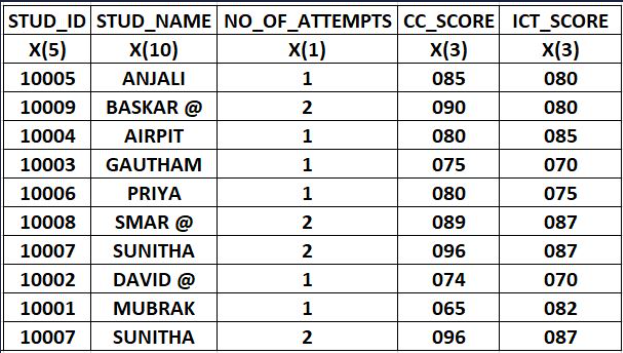 STUD_ID STUD_NAME NO_OF_ATTEMPTS CC_SCORE ICT_SCORE
X(5) X(10) X(1) X(3) X(3)
10005 ANJALI 1 085 080
10009 BASKAR @ 2 090 080
10004 AIRPIT 1 080 085
10003 GAUTHAM 1 075 070
10006 PRIYA 1 080 075
10008 SMAR @ 2 089 087
10007 SUNITHA 2 096 087
10002 DAVID @ 1 074 070
10001 MUBRAK 1 065 082
10007 SUNITHA 2 096 087